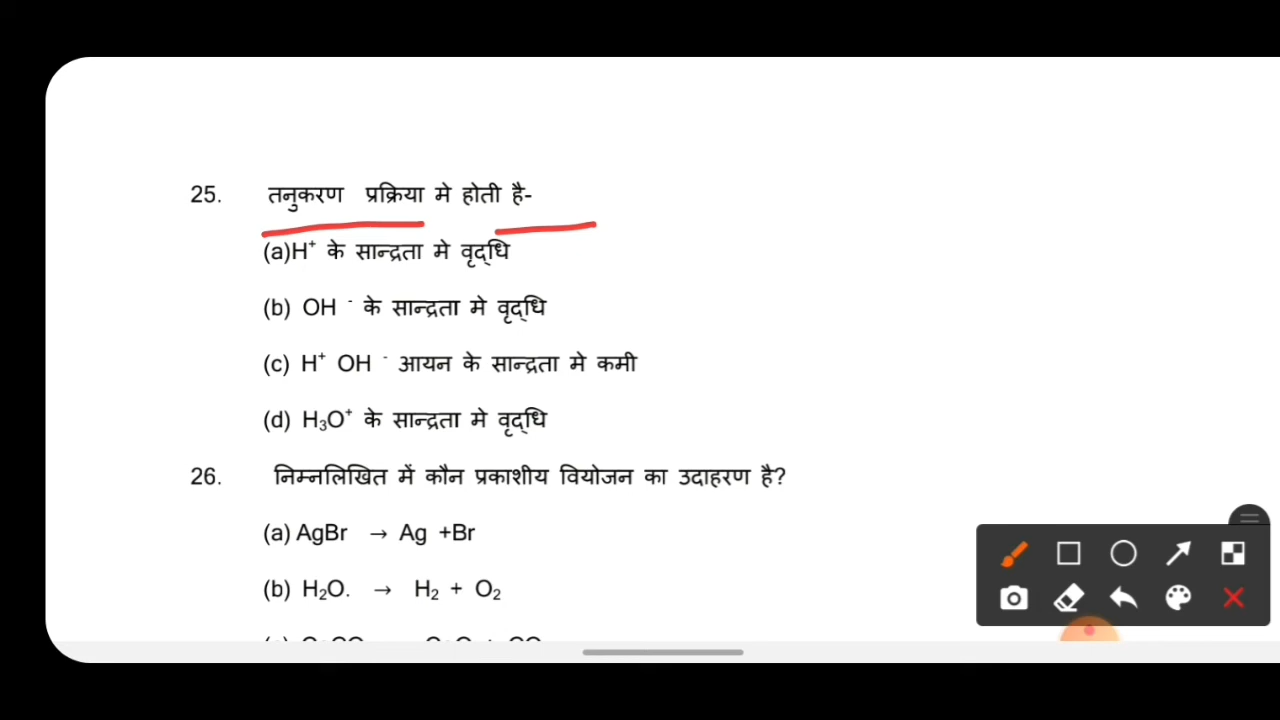 25. तनुकरण प्रक्रिया मे होती है-
(a)H⁺ के सान्द्रता मे वृद्धि
(b) OH ⁻ के सान्द्रता मे वृद्धि
(c) H⁺ OH ⁻ आयन के सान्द्रता मे कमी
(d) H₃O⁺ के सान्द्रता मे वृद्धि
26. निम्नलिखित में कौन प्रकाशीय वियोजन का उदाहरण है?
(a) AgBr → Ag +Br
(b) H₂O. → H₂ + O₂